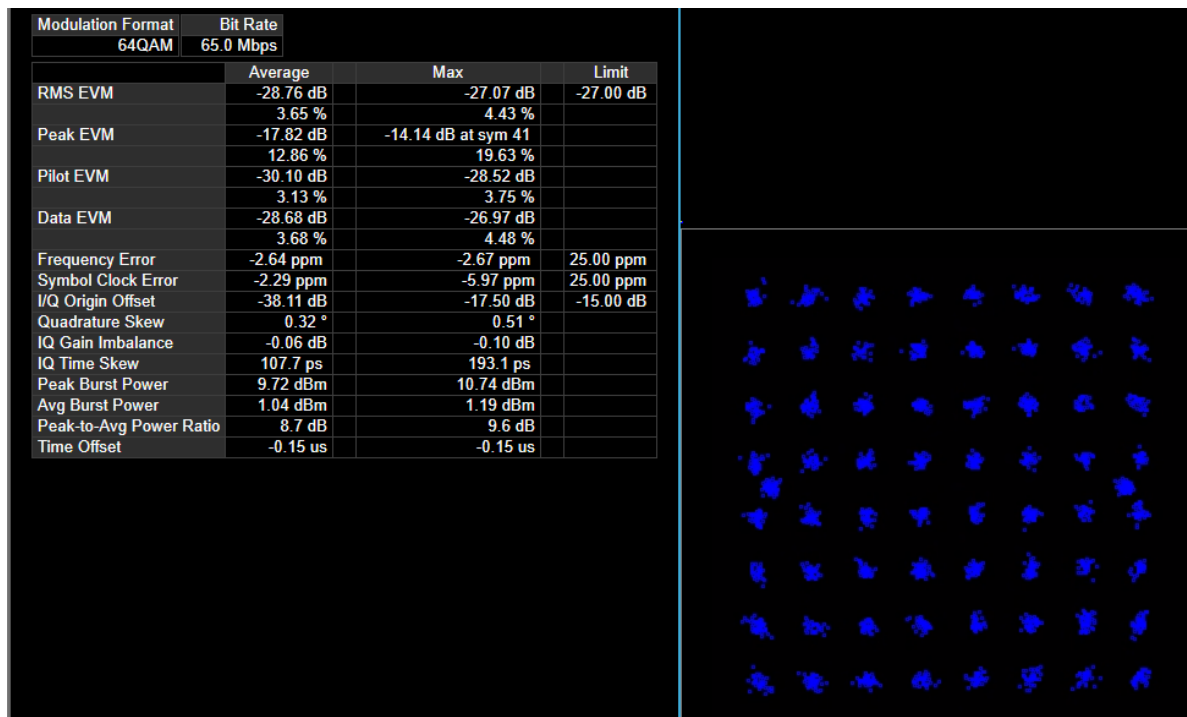 Modulation Format Bit Rate
64QAM 65.0 Mbps
Average Max Limit
RMS EVM -28.76 dB -27.07 dB -27.00 dB
3.65 % 4.43 %
Peak EVM -17.82 dB -14.14 dB at sym 41
12.86 % 19.63 %
Pilot EVM -30.10 dB -28.52 dB
3.13 % 3.75 %
Data EVM -28.68 dB -26.97 dB
3.68 % 4.48 %
Frequency Error -2.64 ppm -2.67 ppm 25.00 ppm
Symbol Clock Error -2.29 ppm -5.97 ppm 25.00 ppm
I/Q Origin Offset -38.11 dB -17.50 dB -15.00 dB
Quadrature Skew 0.32 ° 0.51 °
IQ Gain Imbalance -0.06 dB -0.10 dB
IQ Time Skew 107.7 ps 193.1 ps
Peak Burst Power 9.72 dBm 10.74 dBm
Avg Burst Power 1.04 dBm 1.19 dBm
Peak-to-Avg Power Ratio 8.7 dB 9.6 dB
Time Offset -0.15 us -0.15 us